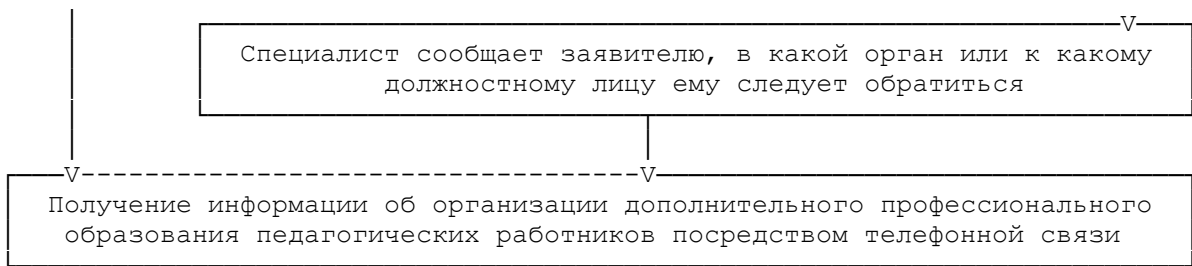 Специалист сообщает заявителю, в какой орган или к какому
должностному лицу ему следует обратиться
Получение информации об организации дополнительного профессионального
образования педагогических работников посредством телефонной связи